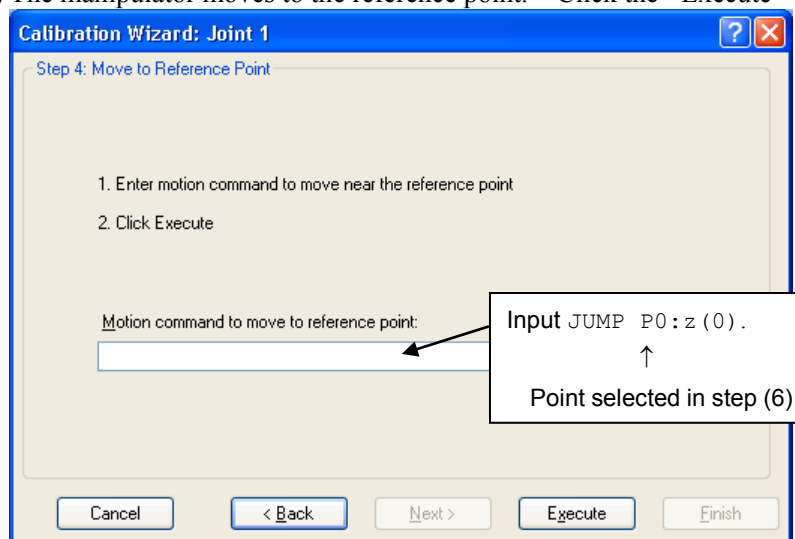 The manipulator moves to the reference point. Click the "Execute"
Calibration Wizard: Joint 1
Step 4: Move to Reference Point
1. Enter motion command to move near the reference point
2. Click Execute
Motion command to move to reference point:
Input JUMP P0:z(0).
↑
Point selected in step (6)
Cancel
< Back
Next >
Execute
Finish